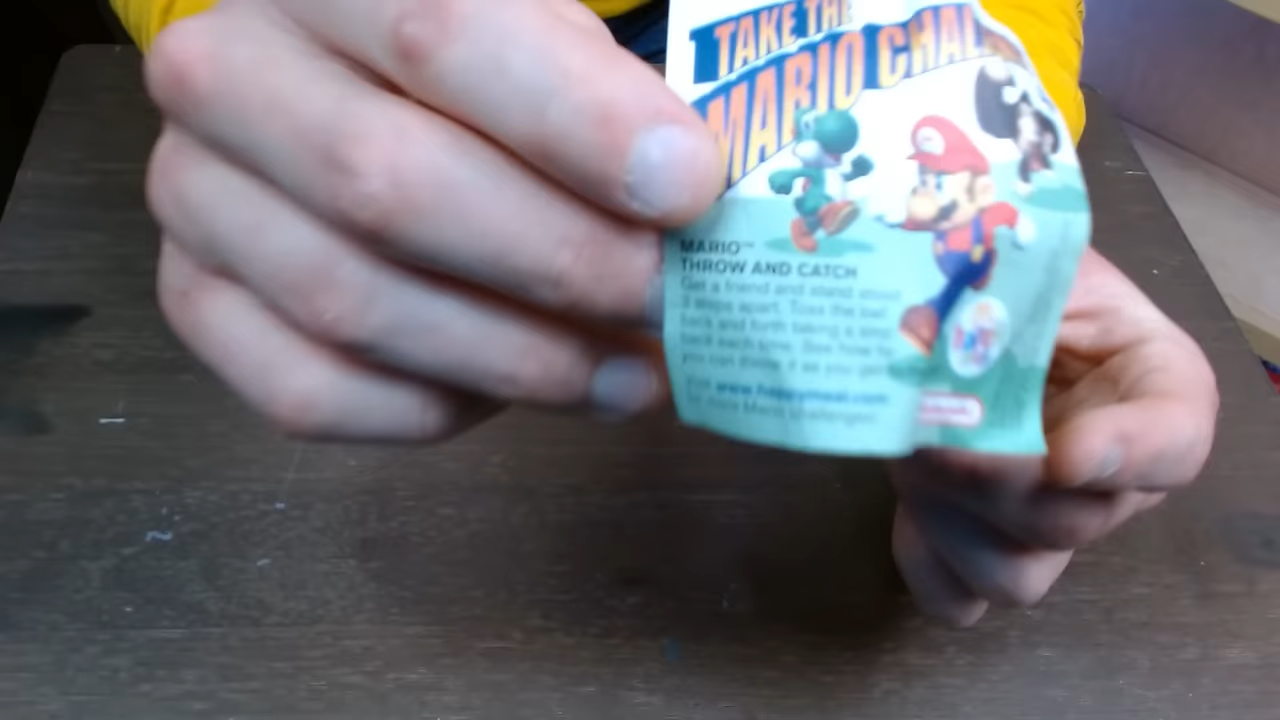 TAKE THE
MARIO CHAL
MARIO™
THROW AND CATCH
Get a friend and stand about
3 steps apart. Toss the ball
back and forth taking a step
back each time. See how
you can throw it as you
Visit www.happymeal.com
for more Mario challenges!
Nintendo